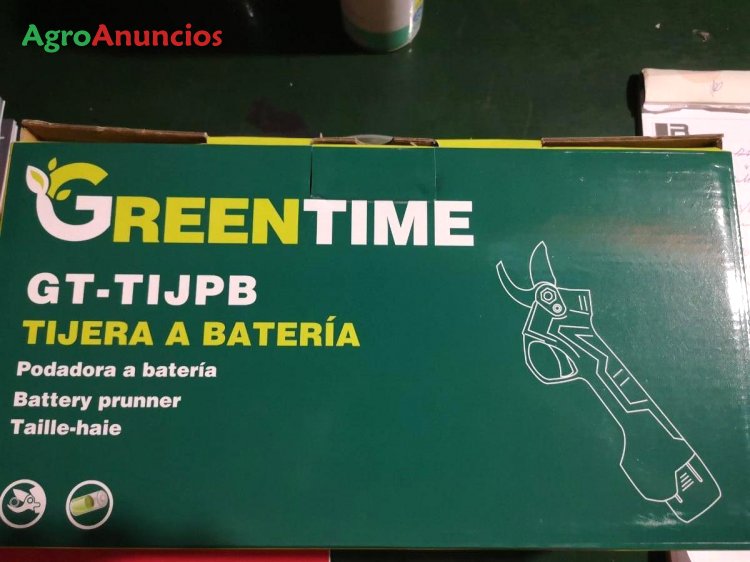 AgroAnuncios
GREENTIME
GT-TIJPB
TIJERA A BATERÍA
Podadora a batería
Battery prunner
Taille-haie